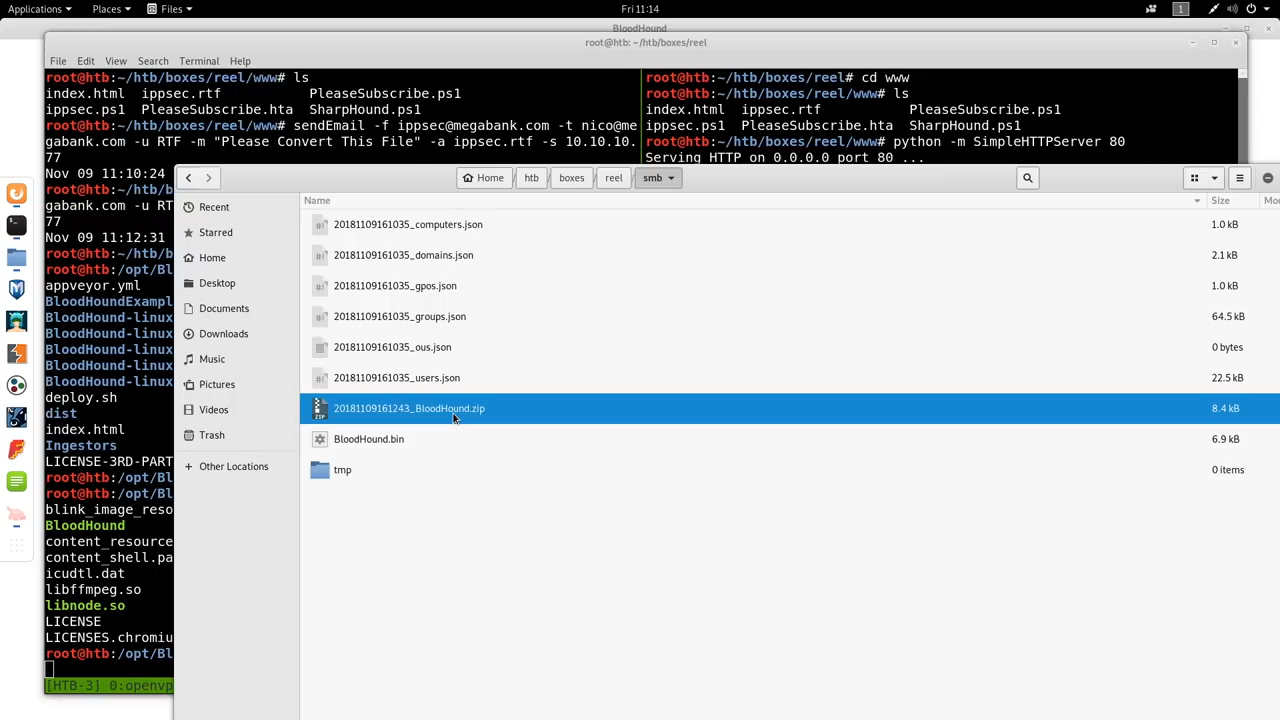 Applications Places Files Fri 11:14 1
BloodHound
root@htb: ~/htb/boxes/reel
File Edit View Search Terminal Help
root@htb:~/htb/boxes/reel/www# ls
index.html ippsec.rtf PleaseSubscribe.ps1
ippsec.ps1 PleaseSubscribe.hta SharpHound.ps1
root@htb:~/htb/boxes/reel/www# sendEmail -f ippsec@megabank.com -t nico@me
gabank.com -u RTF -m "Please Convert This File" -a ippsec.rtf -s 10.10.10.
77
Nov 09 11:10:24
root@htb:~/htb/b
gabank.com -u RT
77
Nov 09 11:12:31
root@htb:~/htb/b
root@htb:/opt/Bl
appveyor.yml
BloodHoundExampl
BloodHound-linux
BloodHound-linux
BloodHound-linux
BloodHound-linux
BloodHound-linux
deploy.sh
dist
index.html
Ingestors
LICENSE-3RD-PART
root@htb:/opt/Bl
root@htb:/opt/Bl
blink_image_reso
BloodHound
content_resource
content_shell.pa
icudtl.dat
libffmpeg.so
libnode.so
LICENSE
LICENSES.chromiu
root@htb:/opt/Bl
[HTB-3] 0:openvp
root@htb:~/htb/boxes/reel# cd www
root@htb:~/htb/boxes/reel/www# ls
index.html ippsec.rtf PleaseSubscribe.ps1
ippsec.ps1 PleaseSubscribe.hta SharpHound.ps1
root@htb:~/htb/boxes/reel/www# python -m SimpleHTTPServer 80
Serving HTTP on 0.0.0.0 port 80 ...
Home htb boxes reel smb
Recent
Starred
Home
Desktop
Documents
Downloads
Music
Pictures
Videos
Trash
Other Locations
Name Size Mo
20181109161035_computers.json 1.0 kB
20181109161035_domains.json 2.1 kB
20181109161035_gpos.json 1.0 kB
20181109161035_groups.json 64.5 kB
20181109161035_ous.json 0 bytes
20181109161035_users.json 22.5 kB
20181109161243_BloodHound.zip 8.4 kB
BloodHound.bin 6.9 kB
tmp 0 items